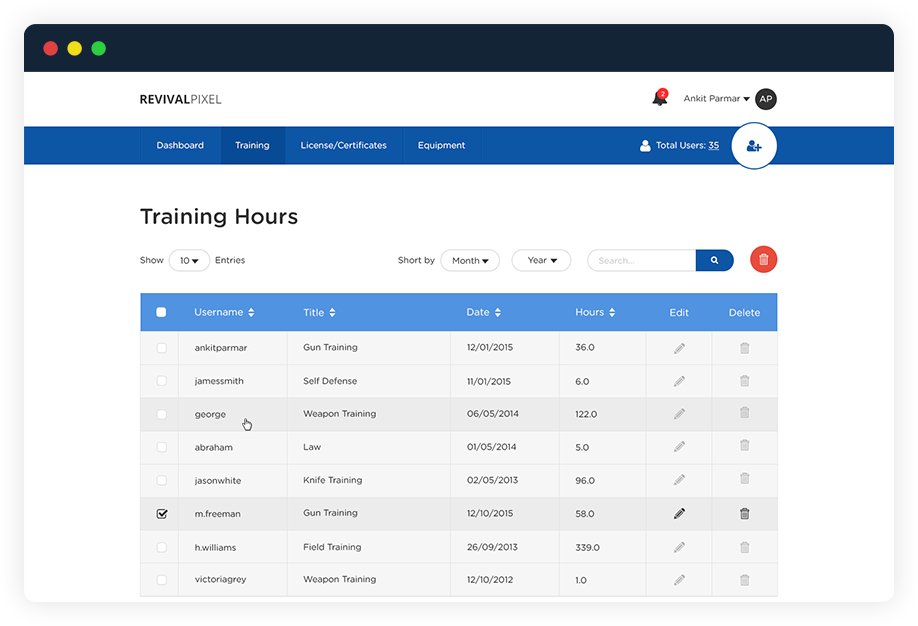 REVIVALPIXEL 2 Ankit Parmar AP
Dashboard Training License/Certificates Equipment Total Users: 35
Training Hours
Show 10 Entries Short by Month Year Search...
Username Title Date Hours Edit Delete
ankitparmar Gun Training 12/01/2015 36.0
jamessmith Self Defense 11/01/2015 6.0
george Weapon Training 06/05/2014 122.0
abraham Law 01/05/2014 5.0
jasonwhite Knife Training 02/05/2013 96.0
m.freeman Gun Training 12/10/2015 58.0
h.williams Field Training 26/09/2013 339.0
victoriagrey Weapon Training 12/10/2012 1.0